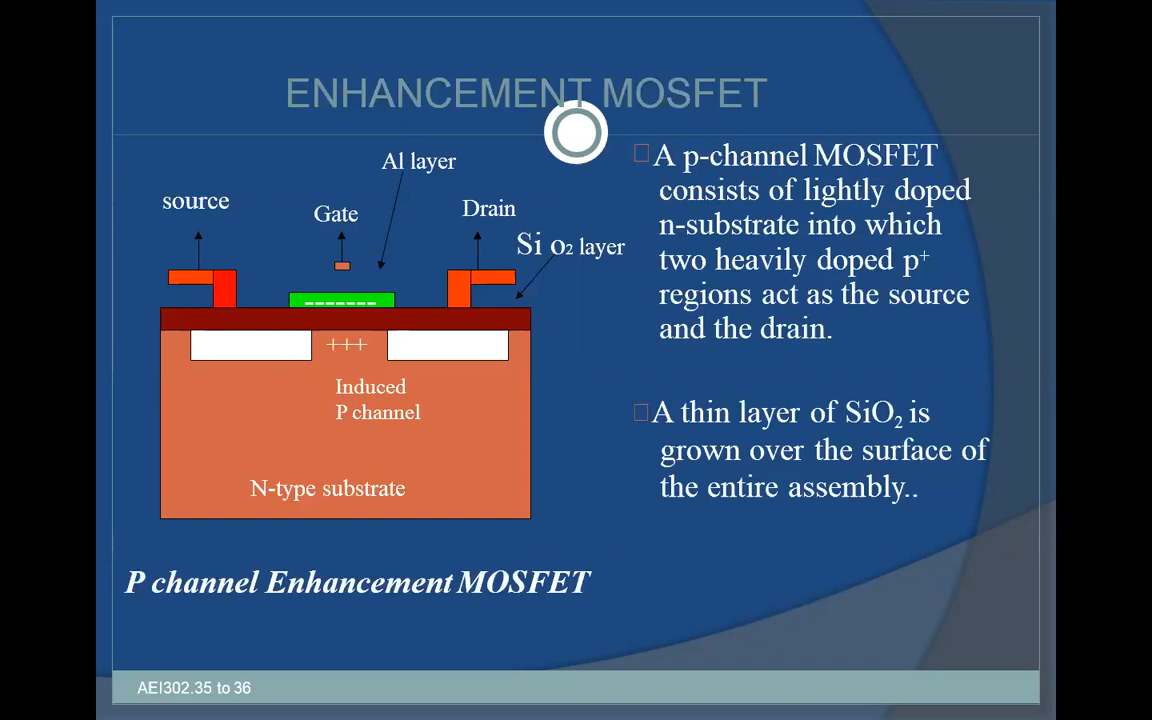 ENHANCEMENT MOSFET
Al layer
source
Gate
Drain
Si o₂ layer
- - - - - - -
+++
Induced
P channel
N-type substrate
P channel Enhancement MOSFET
A p-channel MOSFET
consists of lightly doped
n-substrate into which
two heavily doped p⁺
regions act as the source
and the drain.
A thin layer of SiO₂ is
grown over the surface of
the entire assembly..
AEI302.35 to 36